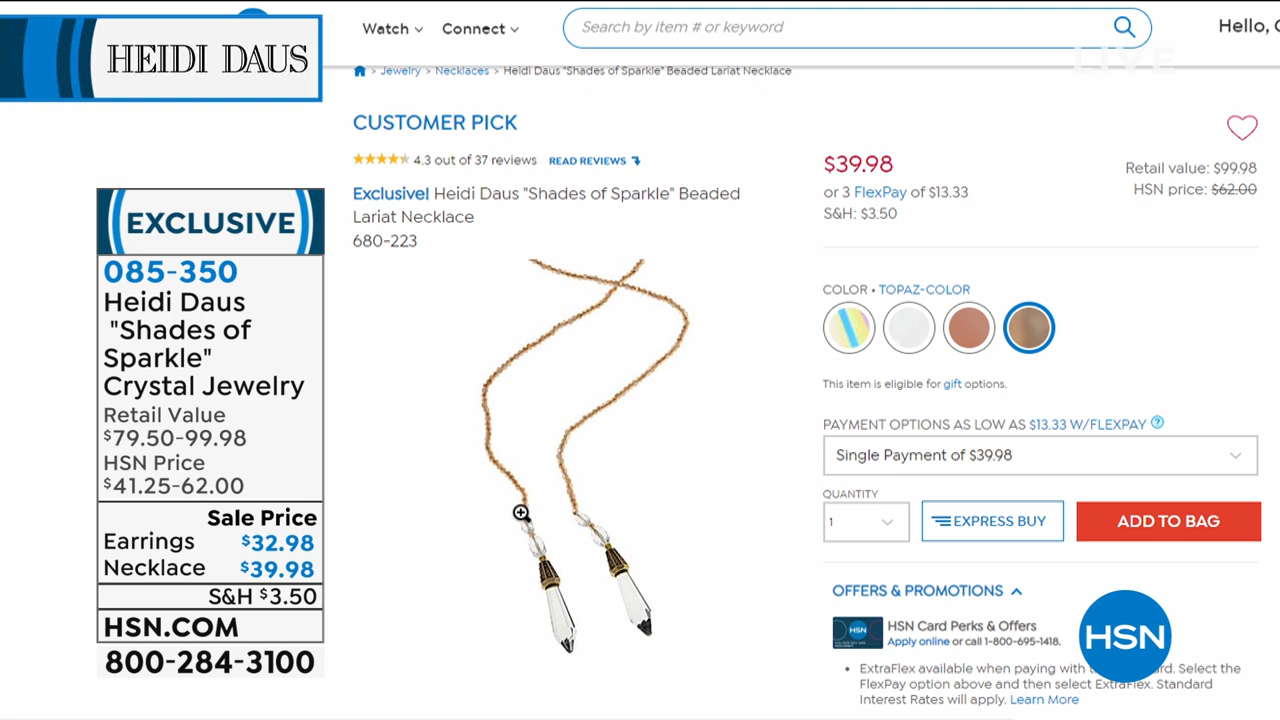 HEIDI DAUS
Watch
Connect
Search by item # or keyword
Hello, C
LIVE
> Jewelry > Necklaces > Heidi Daus "Shades of Sparkle" Beaded Lariat Necklace
CUSTOMER PICK
4.3 out of 37 reviews READ REVIEWS
Exclusive! Heidi Daus "Shades of Sparkle" Beaded
Lariat Necklace
680-223
EXCLUSIVE
085-350
Heidi Daus
"Shades of
Sparkle"
Crystal Jewelry
Retail Value
$79.50-99.98
HSN Price
$41.25-62.00
Sale Price
Earrings $32.98
Necklace $39.98
S&H $3.50
HSN.COM
800-284-3100
$39.98
or 3 FlexPay of $13.33
S&H: $3.50
Retail value: $99.98
HSN price: $62.00
COLOR • TOPAZ-COLOR
This item is eligible for gift options.
PAYMENT OPTIONS AS LOW AS $13.33 W/FLEXPAY ?
Single Payment of $39.98
QUANTITY
1
EXPRESS BUY
ADD TO BAG
OFFERS & PROMOTIONS
HSN
HSN Card Perks & Offers
Apply online or call 1-800-695-1418.
HSN
• ExtraFlex available when paying with rd. Select the
FlexPay option above and then select ExtraFlex. Standard
Interest Rates will apply. Learn More